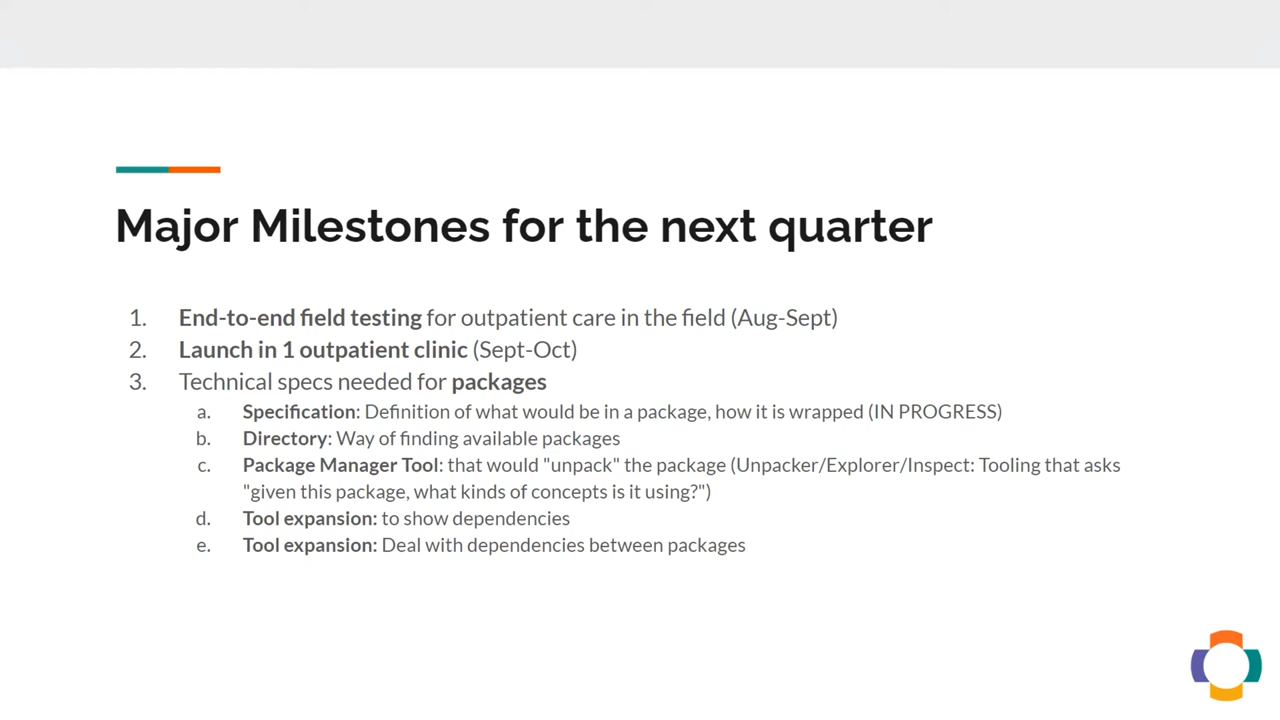 Major Milestones for the next quarter
1. End-to-end field testing for outpatient care in the field (Aug-Sept)
2. Launch in 1 outpatient clinic (Sept-Oct)
3. Technical specs needed for packages
a. Specification: Definition of what would be in a package, how it is wrapped (IN PROGRESS)
b. Directory: Way of finding available packages
c. Package Manager Tool: that would "unpack" the package (Unpacker/Explorer/Inspect: Tooling that asks
"given this package, what kinds of concepts is it using?")
d. Tool expansion: to show dependencies
e. Tool expansion: Deal with dependencies between packages